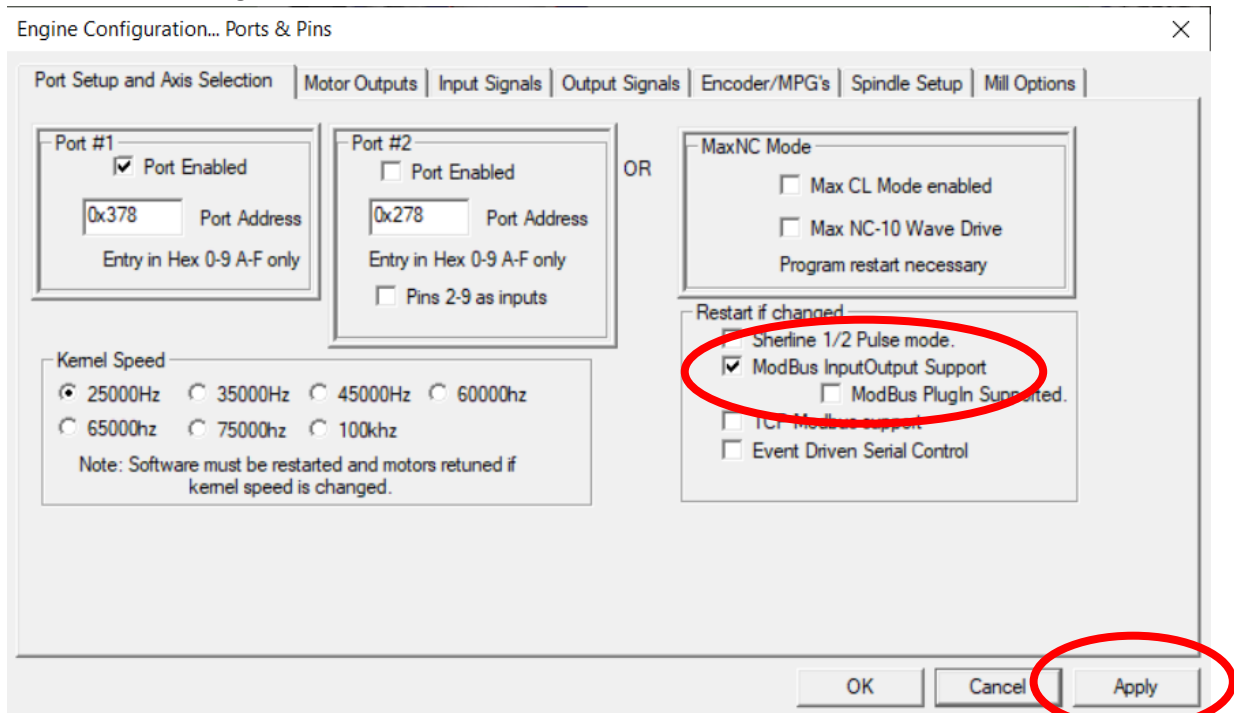 Engine Configuration... Ports & Pins
Port Setup and Axis Selection Motor Outputs Input Signals Output Signals Encoder/MPG's Spindle Setup Mill Options
Port #1
Port Enabled
0x378 Port Address
Entry in Hex 0-9 A-F only
Port #2
Port Enabled
0x278 Port Address
Entry in Hex 0-9 A-F only
Pins 2-9 as inputs
OR
MaxNC Mode
Max CL Mode enabled
Max NC-10 Wave Drive
Program restart necessary
Restart if changed
Sherline 1/2 Pulse mode.
ModBus InputOutput Support
ModBus PlugIn Supported.
TCP Modbus support
Event Driven Serial Control
Kernel Speed
25000Hz 35000Hz 45000Hz 60000hz
65000hz 75000hz 100khz
Note: Software must be restarted and motors retuned if
kernel speed is changed.
OK Cancel Apply